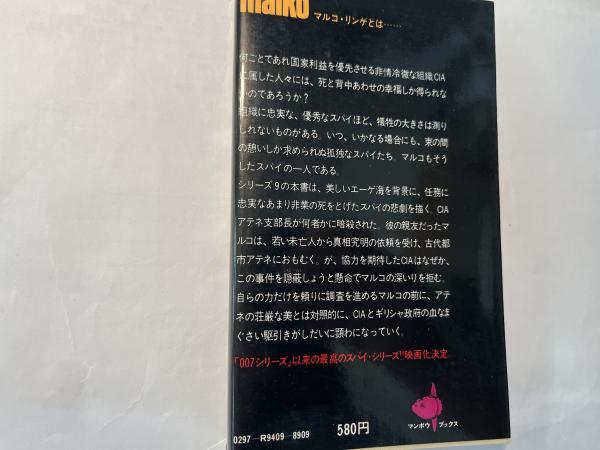 malko
マルコ・リンゲとは……
何ごとであれ国家利益を優先させる非情冷徹な組織CIA
に属した人々には、死と背中あわせの幸福しか得られな
いのであろうか?
組織に忠実な、優秀なスパイほど、犠牲の大きさは測り
しれないものがある。いつ、いかなる場合にも、束の間
の憩いしか求められぬ孤独なスパイたち。マルコもそう
したスパイの一人である。
シリーズ9の本書は、美しいエーゲ海を背景に、任務に
忠実なあまり非業の死をとげたスパイの悲劇を描く。CIA
アテネ支部長が何者かに暗殺された。彼の親友だったマ
ルコは、若い未亡人から真相究明の依頼を受け、古代都
市アテネにおもむく。が、協力を期待したCIAはなぜか、
この事件を隠蔽しようと懸命でマルコの深いりを拒む。
自らの力だけを頼りに調査を進めるマルコの前に、アテ
ネの荘厳な美とは対照的に、CIAとギリシャ政府の血なま
ぐさい駆引きがしだいに顕わになっていく。
「007シリーズ」以来の最高のスパイ・シリーズ!!映画化決定
0297-R9409-8909
580円
マンボウ ブックス